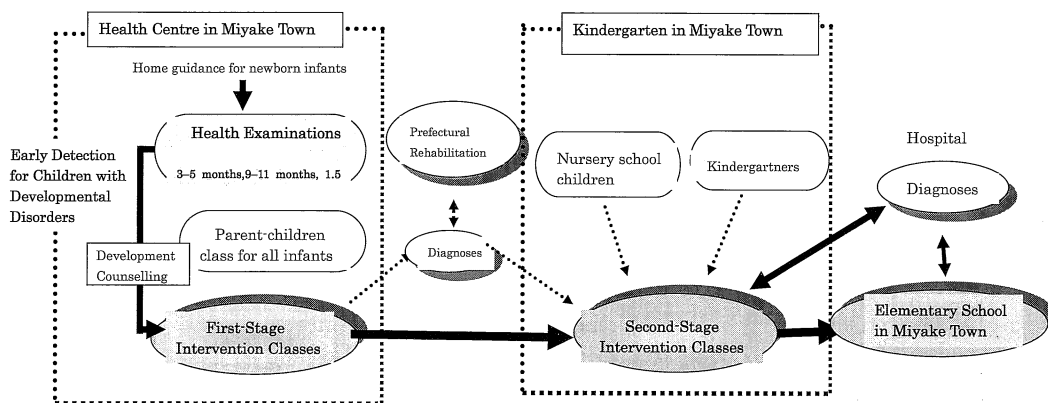 Health Centre in Miyake Town
Home guidance for newborn infants
Health Examinations
3–5 months,9–11 months, 1.5
Early Detection
for Children with
Developmental
Disorders
Parent-children
class for all infants
Development
Counselling
First-Stage
Intervention Classes
Prefectural
Rehabilitation
Diagnoses
Kindergarten in Miyake Town
Nursery school
children
Kindergartners
Second-Stage
Intervention Classes
Hospital
Diagnoses
Elementary School
in Miyake Town